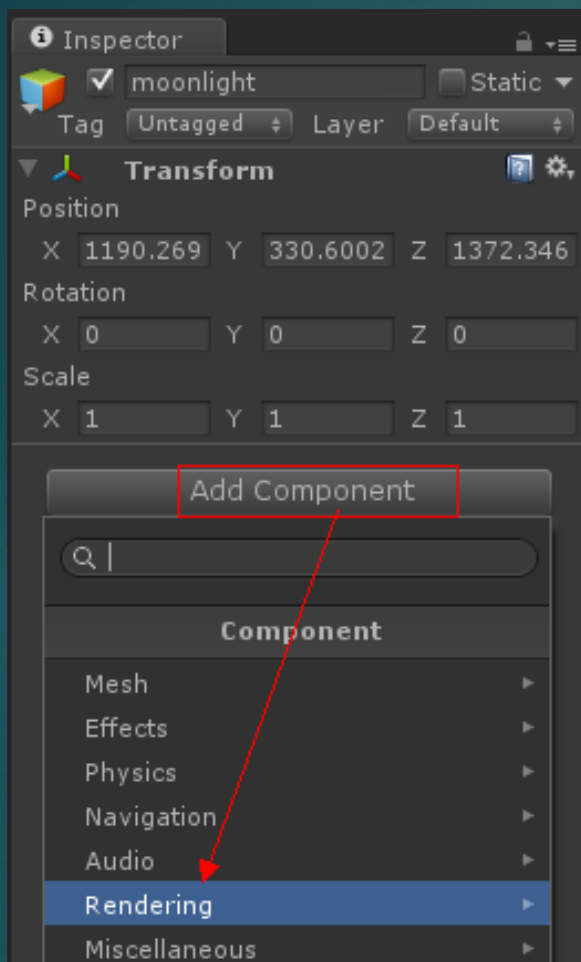 Inspector
moonlight Static
Tag Untagged Layer Default
Transform
Position
X 1190.269 Y 330.6002 Z 1372.346
Rotation
X 0 Y 0 Z 0
Scale
X 1 Y 1 Z 1
Add Component
Component
Mesh
Effects
Physics
Navigation
Audio
Rendering
Miscellaneous